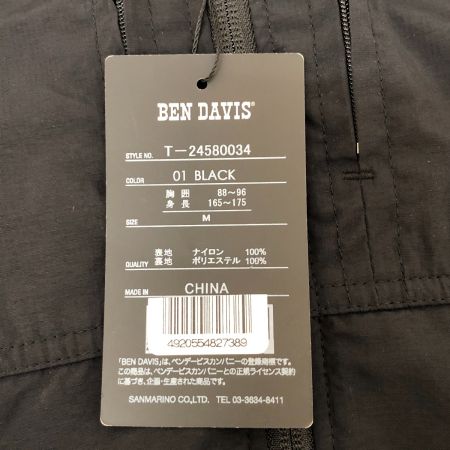 BEN DAVIS®
STYLE NO. T-24580034
COLOR 01 BLACK
胸囲 88～96
身長 165～175
SIZE M
表地 ナイロン 100%
QUALITY 裏地 ポリエステル 100%
MADE IN CHINA
4920554827389
「BEN DAVIS」は、ベンデービスカンパニーの登録商標です。
この商品は、ベンデービスカンパニーとの正規ライセンス契約
に基き、企画・生産された商品です。
SANMARINO CO.,LTD. TEL 03-3634-8411